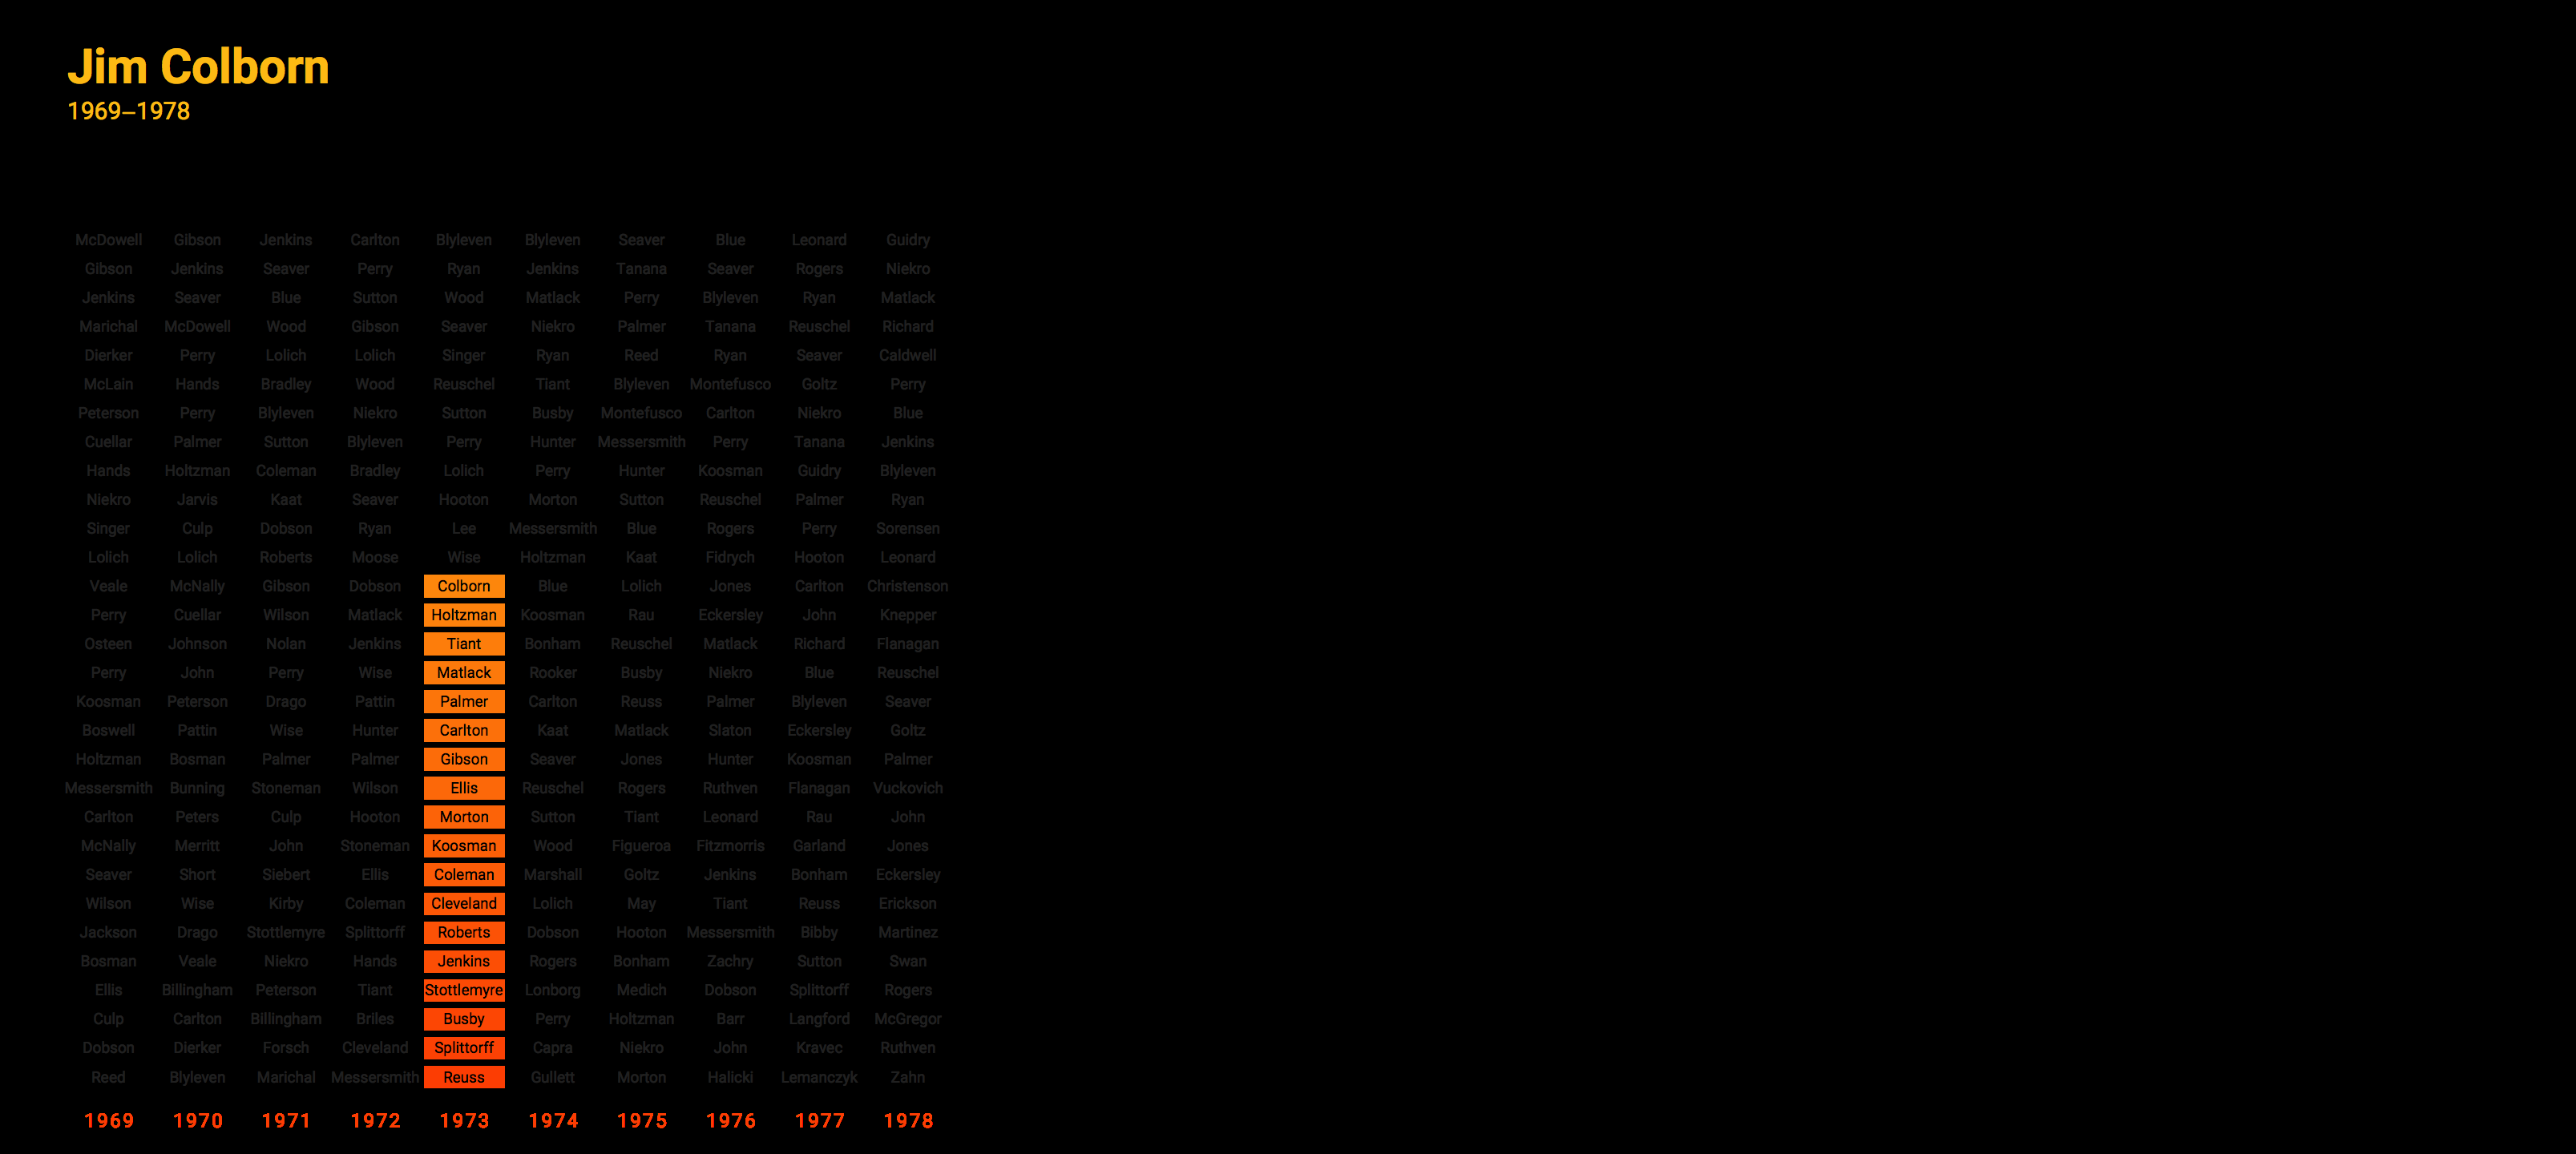 Jim Colborn
1969–1978
McDowell Gibson Jenkins Carlton Blyleven Blyleven Seaver Blue Leonard Guidry
Gibson Jenkins Seaver Perry Ryan Jenkins Tanana Seaver Rogers Niekro
Jenkins Seaver Blue Sutton Wood Matlack Perry Blyleven Ryan Matlack
Marichal McDowell Wood Gibson Seaver Niekro Palmer Tanana Reuschel Richard
Dierker Perry Lolich Lolich Singer Ryan Reed Ryan Seaver Caldwell
McLain Hands Bradley Wood Reuschel Tiant Blyleven Montefusco Goltz Perry
Peterson Perry Blyleven Niekro Sutton Busby Montefusco Carlton Niekro Blue
Cuellar Palmer Sutton Blyleven Perry Hunter Messersmith Perry Tanana Jenkins
Hands Holtzman Coleman Bradley Lolich Perry Hunter Koosman Guidry Blyleven
Niekro Jarvis Kaat Seaver Hooton Morton Sutton Reuschel Palmer Ryan
Singer Culp Dobson Ryan Lee Messersmith Blue Rogers Perry Sorensen
Lolich Lolich Roberts Moose Wise Holtzman Kaat Fidrych Hooton Leonard
Veale McNally Gibson Dobson Colborn Blue Lolich Jones Carlton Christenson
Perry Cuellar Wilson Matlack Holtzman Koosman Rau Eckersley John Knepper
Osteen Johnson Nolan Jenkins Tiant Bonham Reuschel Matlack Richard Flanagan
Perry John Perry Wise Matlack Rooker Busby Niekro Blue Reuschel
Koosman Peterson Drago Pattin Palmer Carlton Reuss Palmer Blyleven Seaver
Boswell Pattin Wise Hunter Carlton Kaat Matlack Slaton Eckersley Goltz
Holtzman Bosman Palmer Palmer Gibson Seaver Jones Hunter Koosman Palmer
Messersmith Bunning Stoneman Wilson Ellis Reuschel Rogers Ruthven Flanagan Vuckovich
Carlton Peters Culp Hooton Morton Sutton Tiant Leonard Rau John
McNally Merritt John Stoneman Koosman Wood Figueroa Fitzmorris Garland Jones
Seaver Short Siebert Ellis Coleman Marshall Goltz Jenkins Bonham Eckersley
Wilson Wise Kirby Coleman Cleveland Lolich May Tiant Reuss Erickson
Jackson Drago Stottlemyre Splittorff Roberts Dobson Hooton Messersmith Bibby Martinez
Bosman Veale Niekro Hands Jenkins Rogers Bonham Zachry Sutton Swan
Ellis Billingham Peterson Tiant Stottlemyre Lonborg Medich Dobson Splittorff Rogers
Culp Carlton Billingham Briles Busby Perry Holtzman Barr Langford McGregor
Dobson Dierker Forsch Cleveland Splittorff Capra Niekro John Kravec Ruthven
Reed Blyleven Marichal Messersmith Reuss Gullett Morton Halicki Lemanczyk Zahn
1969 1970 1971 1972 1973 1974 1975 1976 1977 1978